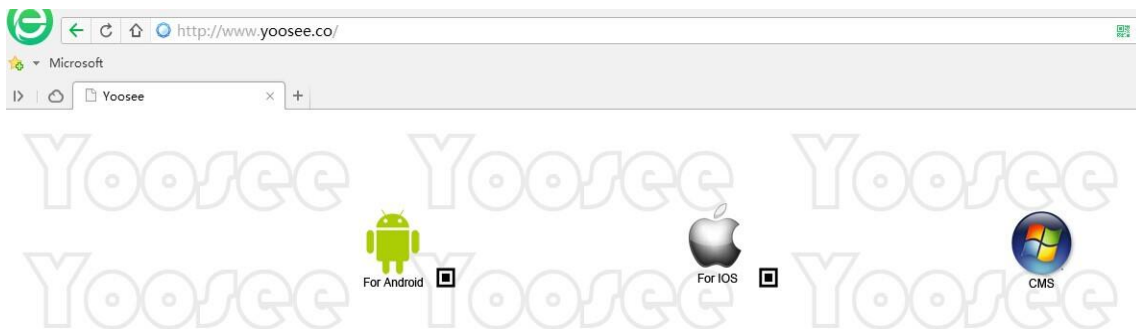 http://www.yoosee.co/
Microsoft
Yoosee
Yoosee Yoosee Yoosee
For Android
For IOS
CMS
Yoosee Yoosee Yoosee